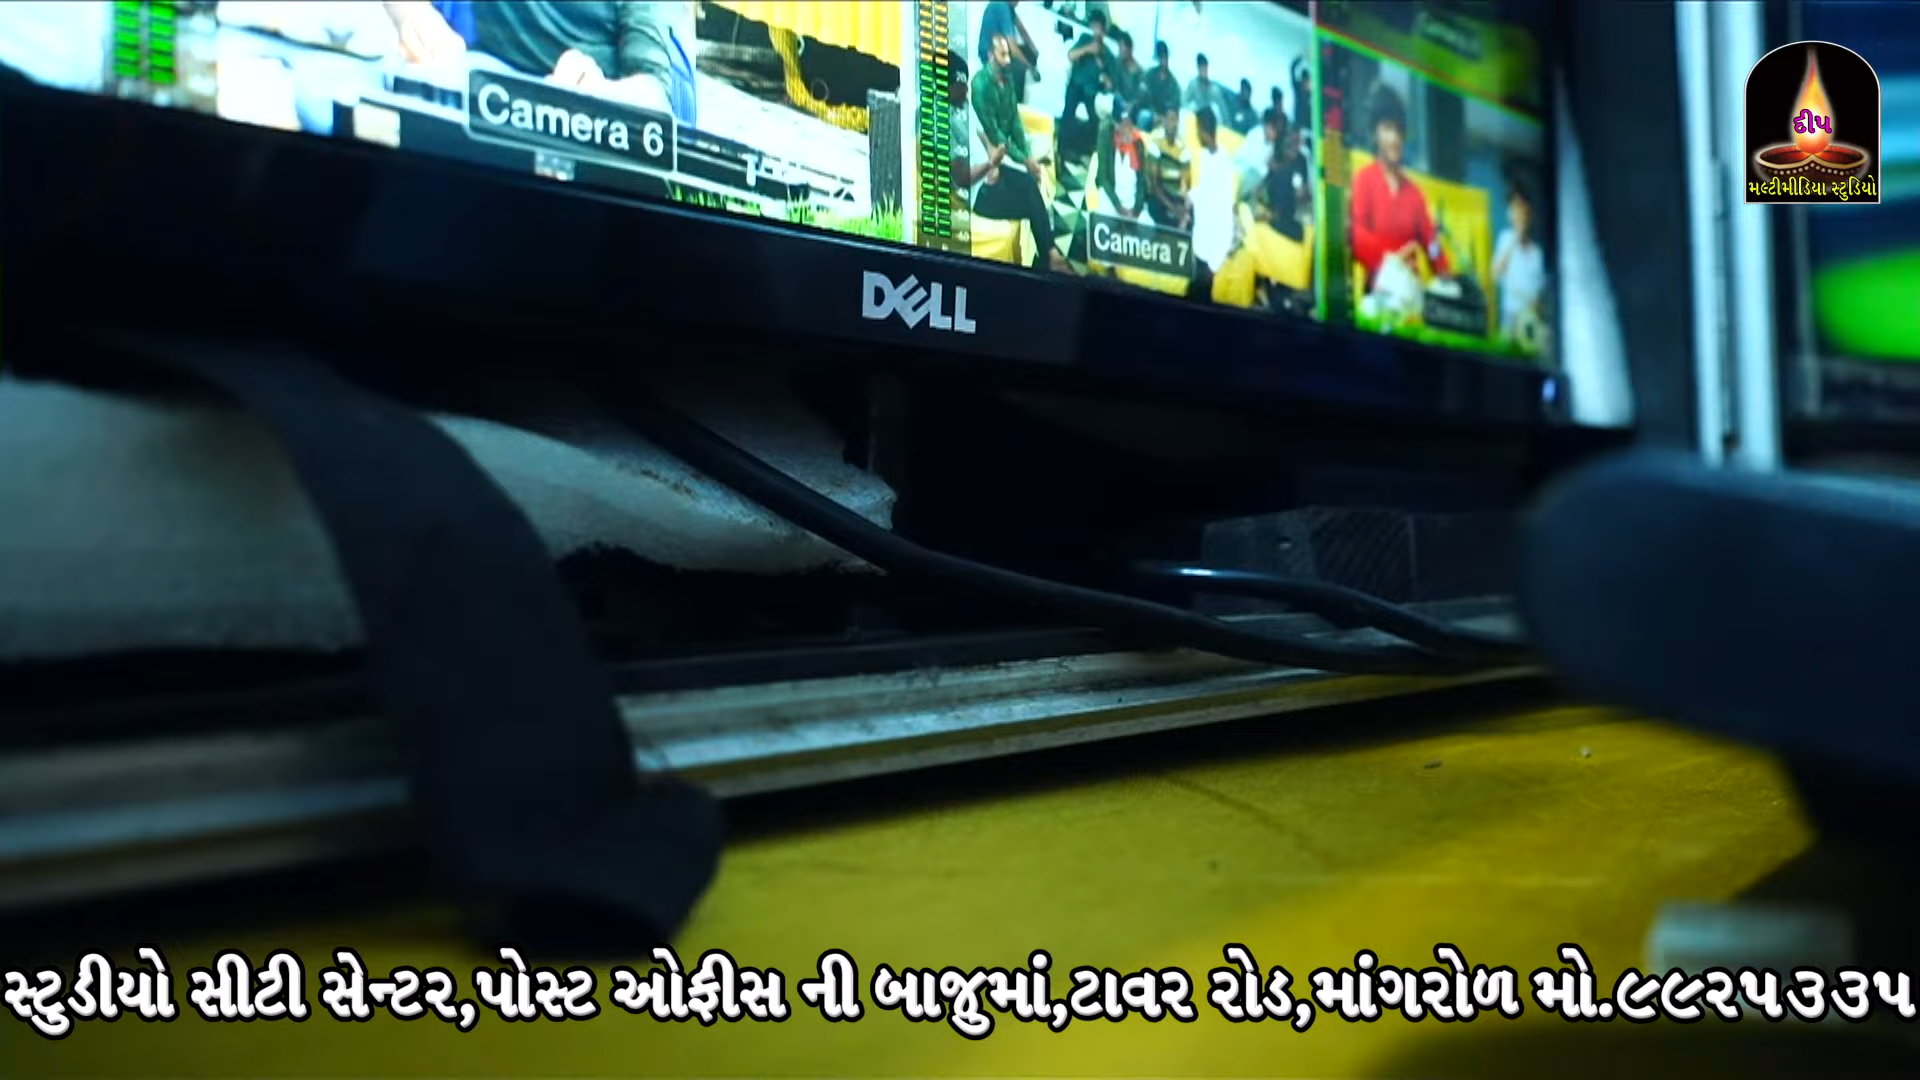 Camera 6
Camera 7
DELL
દીપ
મલ્ટીમીડિયા સ્ટુડિયો
સ્ટુડીયો સીટી સેન્ટર,પોસ્ટ ઓફીસ ની બાજુમાં,ટાવર રોડ,માંગરોળ મો.૯૯૨૫૩૩૫